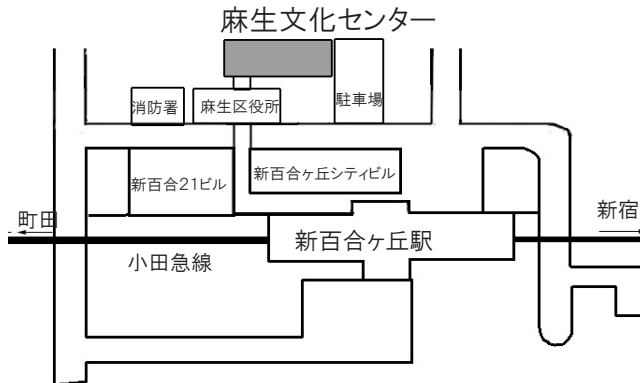 麻生文化センター
消防署
麻生区役所
駐車場
新百合21ビル
新百合ヶ丘シティビル
町田
新宿
新百合ヶ丘駅
小田急線